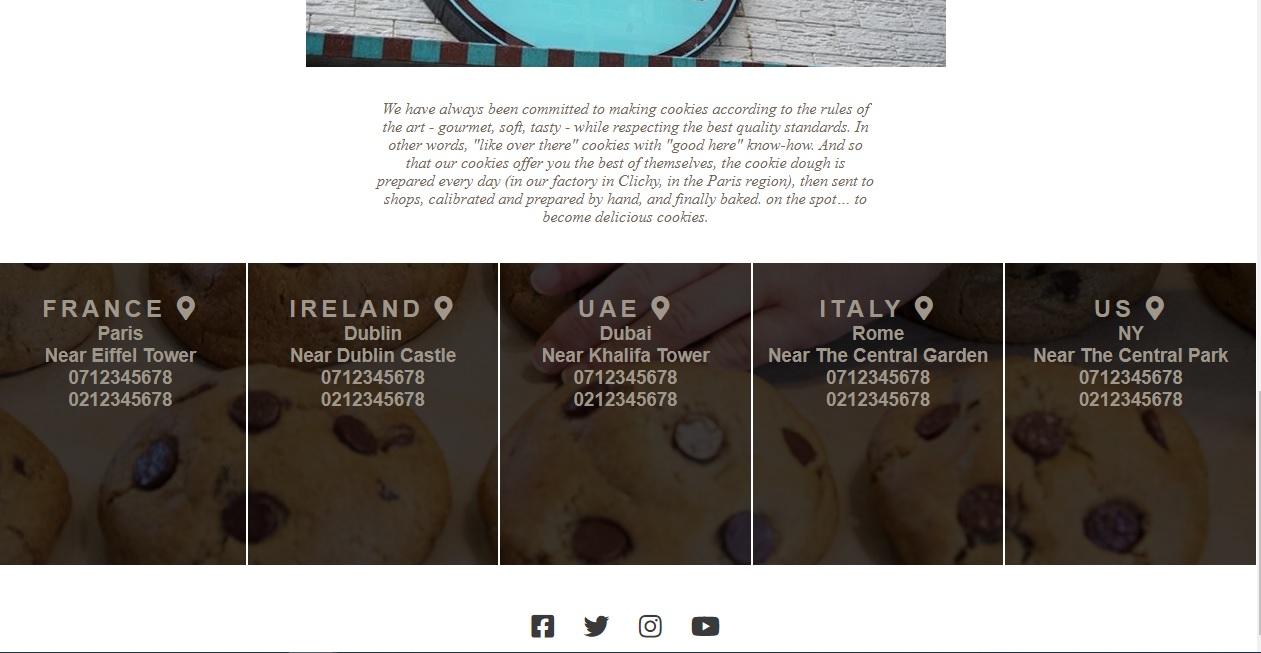 We have always been committed to making cookies according to the rules of
the art - gourmet, soft, tasty - while respecting the best quality standards. In
other words, "like over there" cookies with "good here" know-how. And so
that our cookies offer you the best of themselves, the cookie dough is
prepared every day (in our factory in Clichy, in the Paris region), then sent to
shops, calibrated and prepared by hand, and finally baked. on the spot… to
become delicious cookies.
FRANCE
Paris
Near Eiffel Tower
0712345678
0212345678
IRELAND
Dublin
Near Dublin Castle
0712345678
0212345678
UAE
Dubai
Near Khalifa Tower
0712345678
0212345678
ITALY
Rome
Near The Central Garden
0712345678
0212345678
US
NY
Near The Central Park
0712345678
0212345678